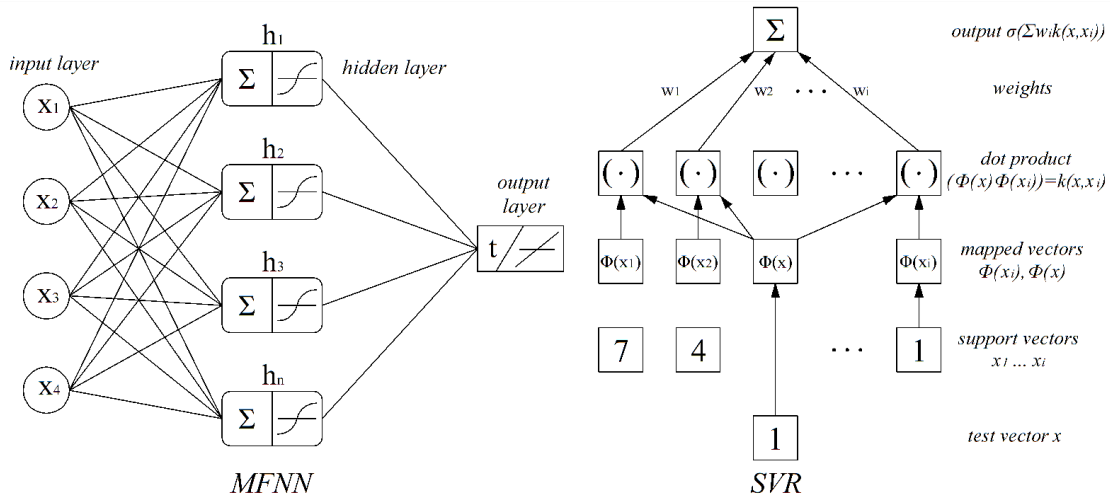 input layer
h1
hidden layer
X1
Σ
h2
X2
Σ
output
layer
t
h3
X3
Σ
hn
X4
Σ
MFNN
Σ
output σ(Σwik(x,xi))
w1
w2
...
wi
weights
(·)
(·)
(·)
...
(·)
dot product
(Φ(x)Φ(xi))=k(x,xi)
Φ(x1)
Φ(x2)
Φ(x)
Φ(xi)
mapped vectors
Φ(xi), Φ(x)
7
4
...
1
support vectors
x1 ... xi
1
test vector x
SVR